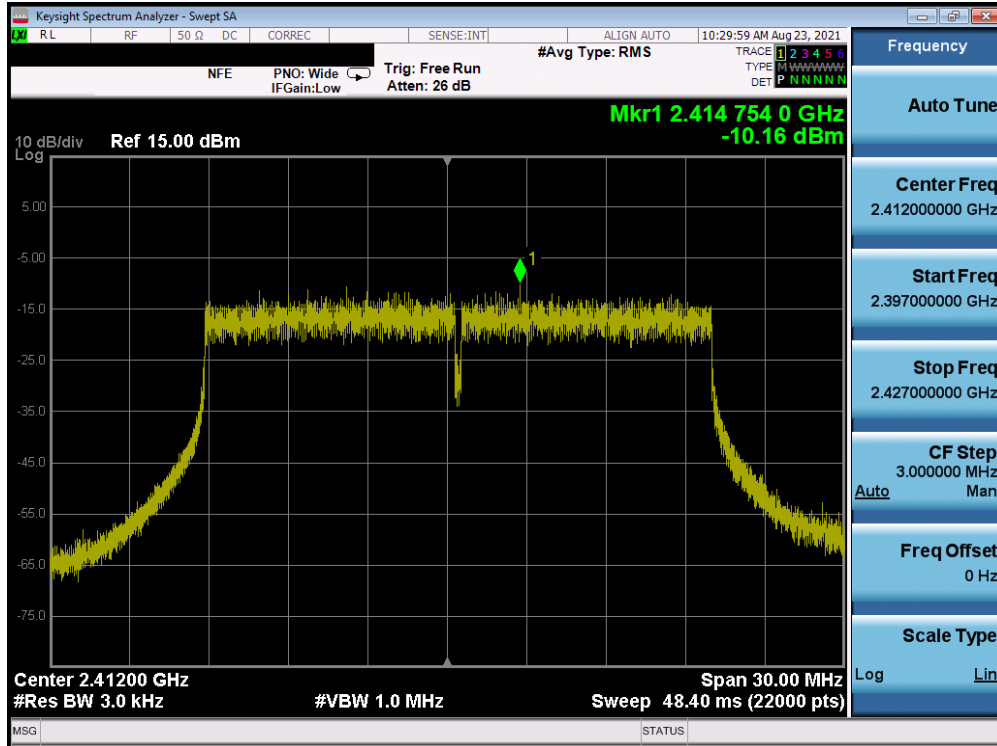 Keysight Spectrum Analyzer - Swept SA
LXI RL RF 50 Ω DC CORREC SENSE:INT ALIGN AUTO 10:29:59 AM Aug 23, 2021
NFE PNO: Wide IFGain:Low Trig: Free Run Atten: 26 dB #Avg Type: RMS
TRACE 1 2 3 4 5 6
TYPE M W W W W W
DET P N N N N N
Mkr1 2.414 754 0 GHz
-10.16 dBm
10 dB/div Ref 15.00 dBm
Log
5.00
-5.00
1
-15.0
-25.0
-35.0
-45.0
-55.0
-65.0
-75.0
Center 2.41200 GHz Span 30.00 MHz
#Res BW 3.0 kHz #VBW 1.0 MHz Sweep 48.40 ms (22000 pts)
MSG STATUS
Frequency
Auto Tune
Center Freq
2.412000000 GHz
Start Freq
2.397000000 GHz
Stop Freq
2.427000000 GHz
CF Step
3.000000 MHz
Auto Man
Freq Offset
0 Hz
Scale Type
Log Lin